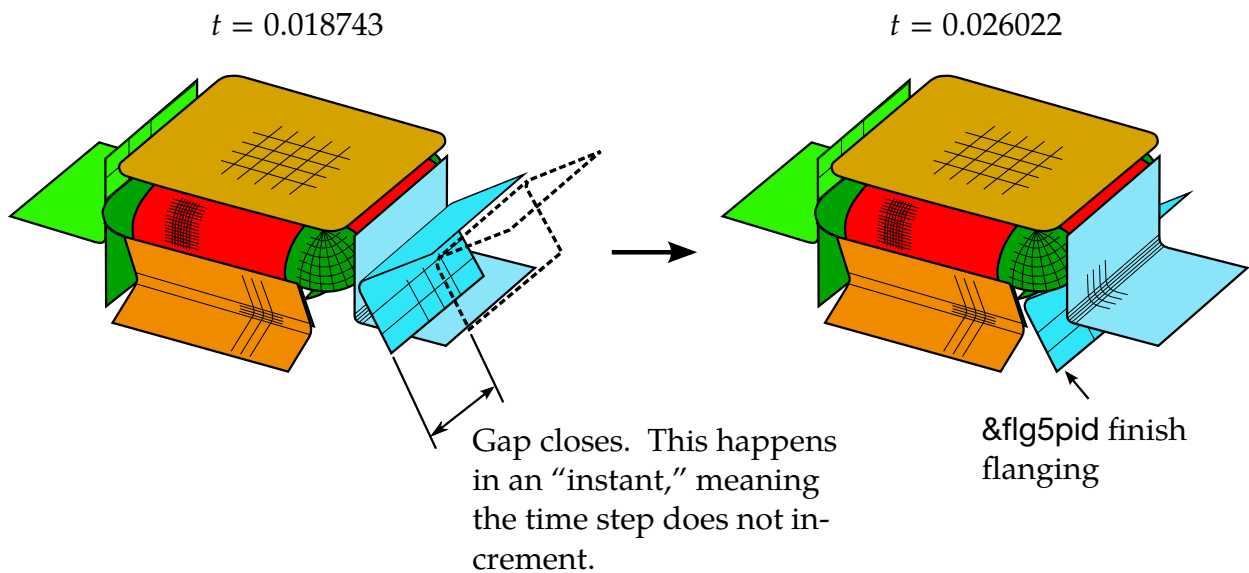 t = 0.018743
t = 0.026022
Gap closes. This happens
in an “instant,” meaning
the time step does not in-
crement.
&flg5pid finish
flanging